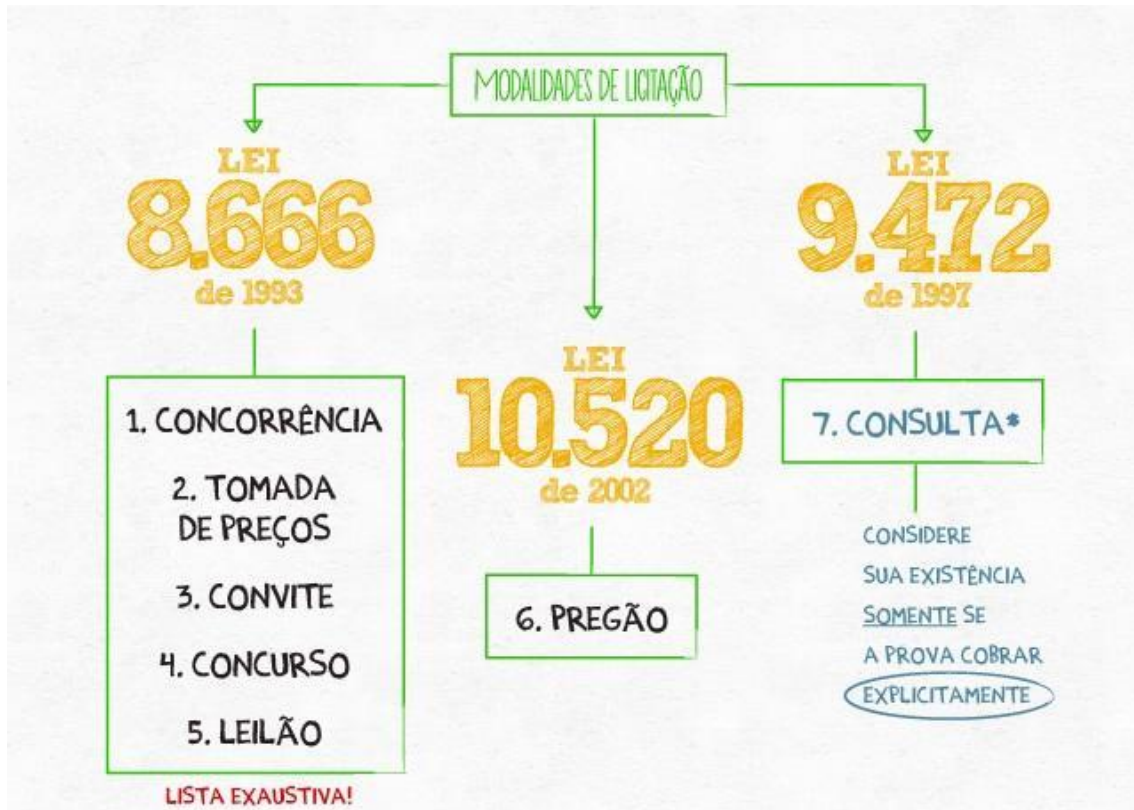 MODALIDADES DE LICITAÇÃO
LEI
8.666
de 1993
1. CONCORRÊNCIA
2. TOMADA
DE PREÇOS
3. CONVITE
4. CONCURSO
5. LEILÃO
LISTA EXAUSTIVA!
LEI
10.520
de 2002
6. PREGÃO
LEI
9.472
de 1997
7. CONSULTA*
CONSIDERE
SUA EXISTÊNCIA
SOMENTE SE
A PROVA COBRAR
EXPLICITAMENTE